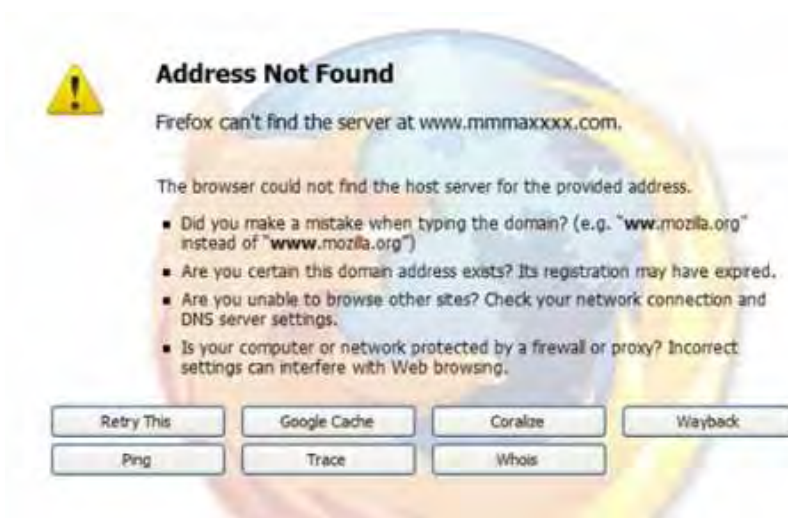 Address Not Found
Firefox can't find the server at www.mmmaxxxx.com.
The browser could not find the host server for the provided address.
▪ Did you make a mistake when typing the domain? (e.g. "ww.mozilla.org"
instead of "www.mozilla.org")
▪ Are you certain this domain address exists? Its registration may have expired.
▪ Are you unable to browse other sites? Check your network connection and
DNS server settings.
▪ Is your computer or network protected by a firewall or proxy? Incorrect
settings can interfere with Web browsing.
Retry This Google Cache Coralize Wayback
Ping Trace Whois